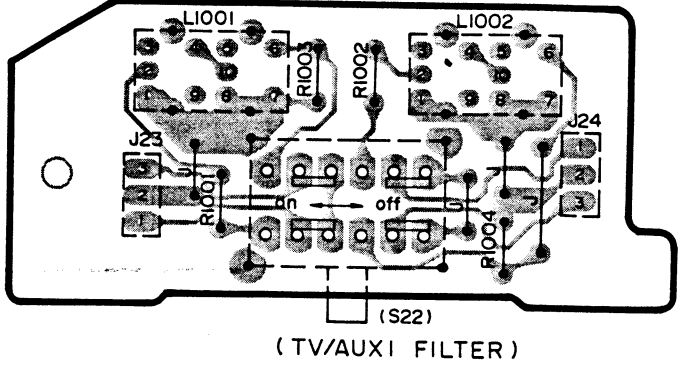 L1001
L1002
R1003
R1002
3 4 5 6
2 10
1 9 8 7
3 4 5 6
2 10
1 9 8 7
J23
J24
3
2
1
1
2
3
R1001
R1004
on ↔ off
(S22)
(TV/AUX1 FILTER)